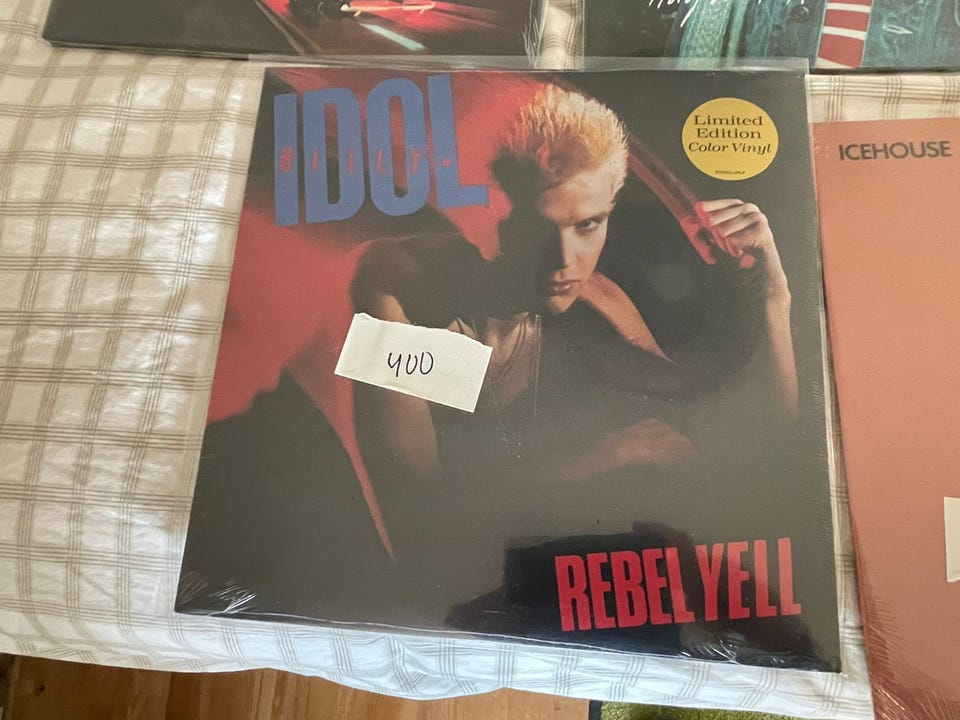 IDOL
BILLY
Limited
Edition
Color Vinyl
ICEHOUSE
400
REBEL YELL